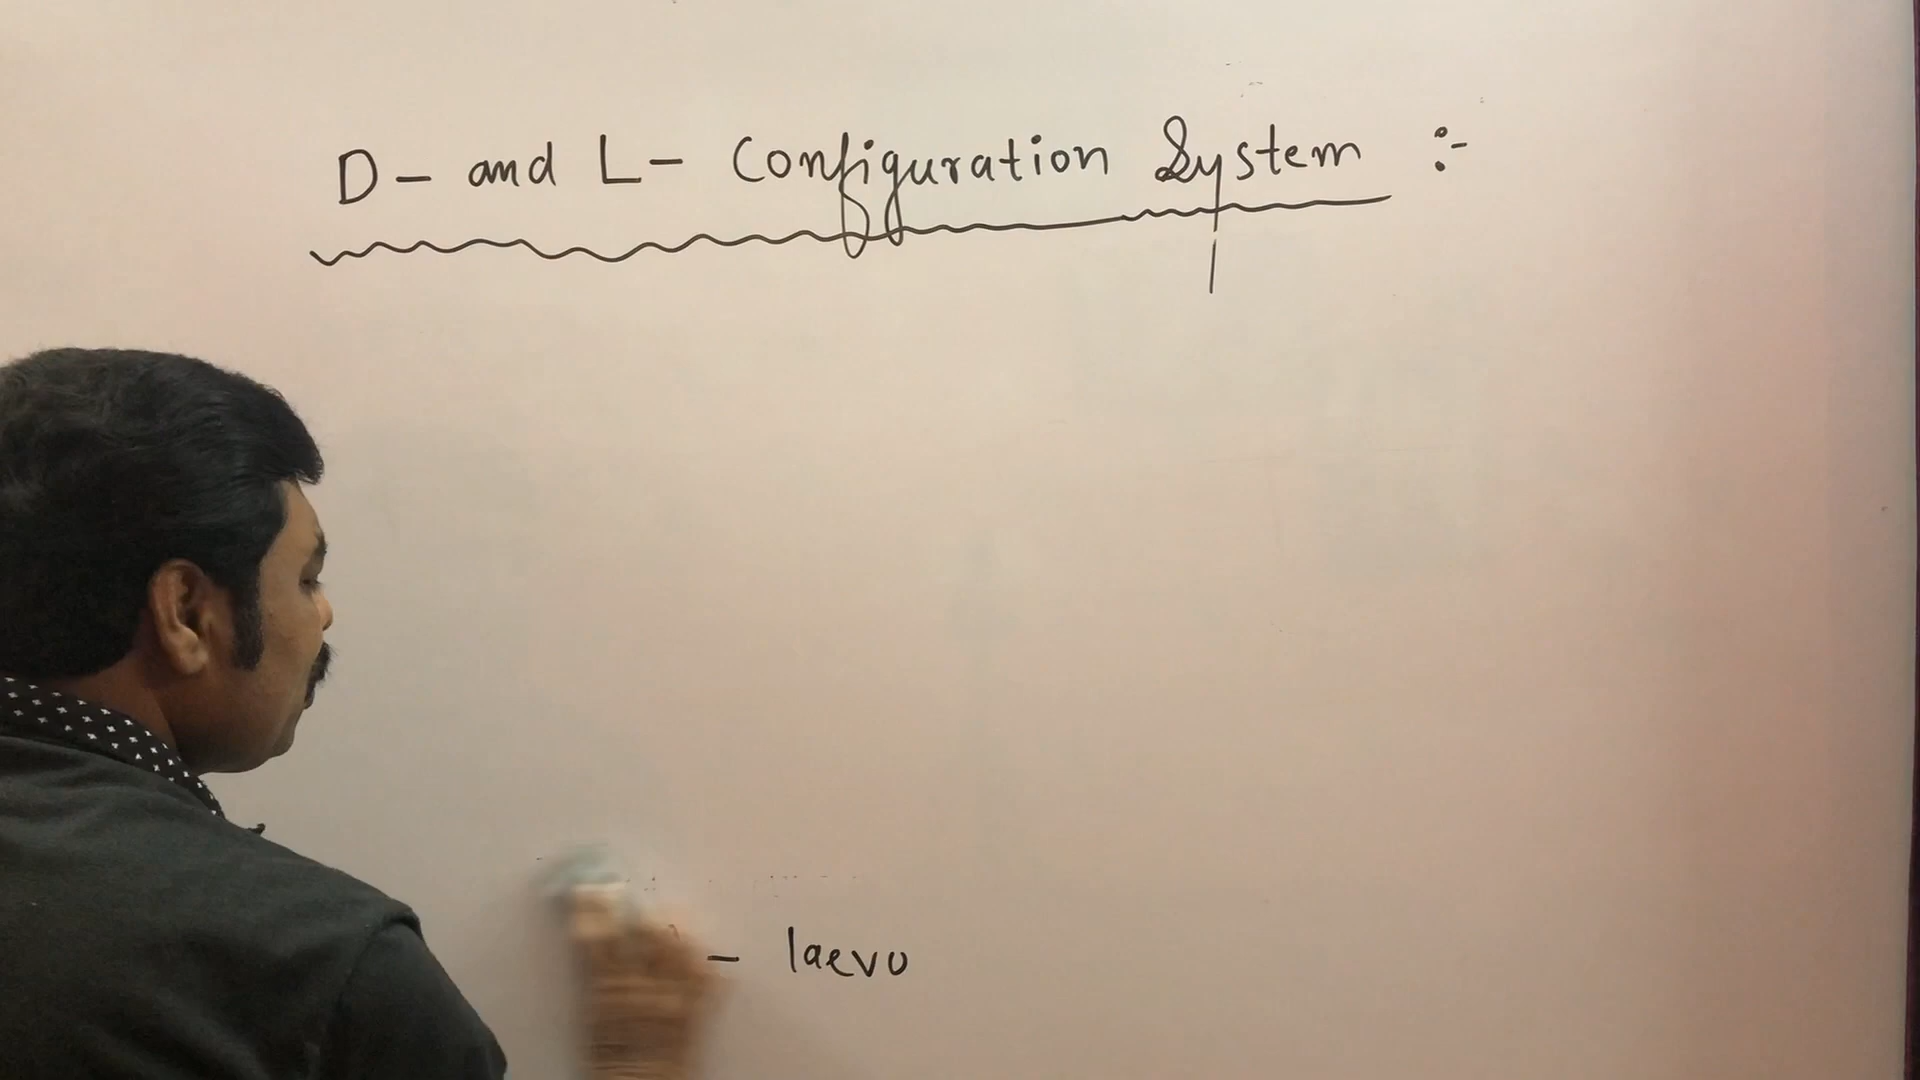 D- and L- Configuration System :-
- laevo